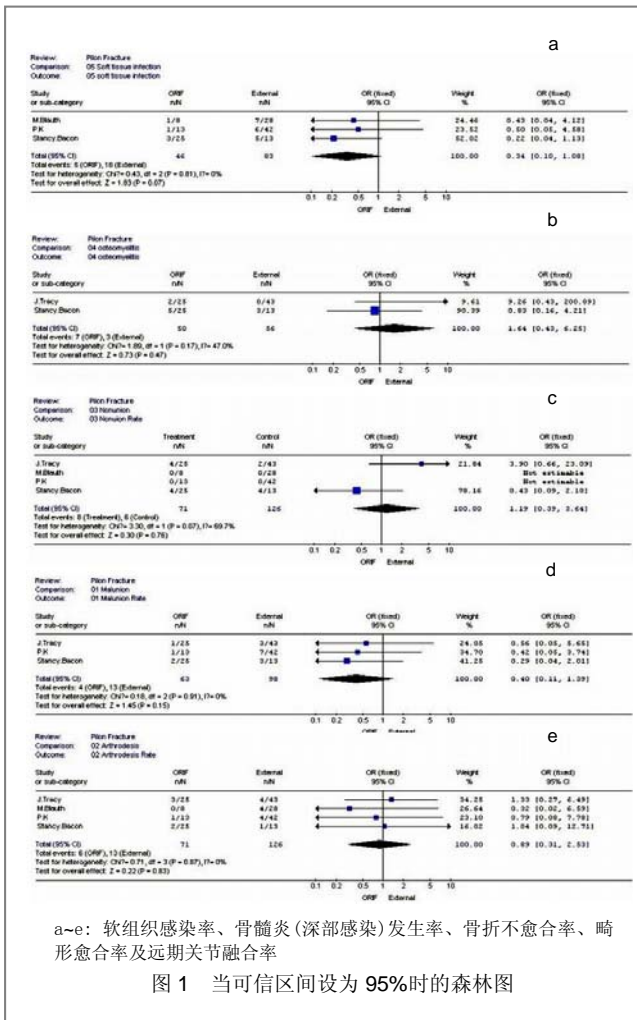 a
Review: Pilon Fracture
Comparison: 05 Soft tissue infection
Outcome: 05 soft tissue infection
Study ORIF External OR (fixed) Weight OR (fixed)
or sub-category n/N n/N 95% CI % 95% CI
M.Blauth 1/8 7/28 24.46 0.43 [0.04, 4.12]
P.K 1/13 6/42 23.52 0.50 [0.05, 4.58]
Stancy.Bacon 3/25 5/13 52.02 0.22 [0.04, 1.13]
Total (95% CI) 46 83 100.00 0.34 [0.10, 1.08]
Total events: 5 (ORIF), 18 (External)
Test for heterogeneity: Chi?= 0.43, df = 2 (P = 0.81), I?= 0%
Test for overall effect: Z = 1.83 (P = 0.07)
0.1 0.2 0.5 1 2 5 10
ORIF External
b
Review: Pilon Fracture
Comparison: 04 osteomyelitis
Outcome: 04 osteomyelitis
Study ORIF External OR (fixed) Weight OR (fixed)
or sub-category n/N n/N 95% CI % 95% CI
J.Tracy 2/25 0/43 9.61 9.26 [0.43, 200.89]
Stancy.Bacon 5/25 3/13 90.39 0.83 [0.16, 4.21]
Total (95% CI) 50 56 100.00 1.64 [0.43, 6.25]
Total events: 7 (ORIF), 3 (External)
Test for heterogeneity: Chi?= 1.89, df = 1 (P = 0.17), I?= 47.0%
Test for overall effect: Z = 0.73 (P = 0.47)
0.1 0.2 0.5 1 2 5 10
ORIF External
c
Review: Pilon Fracture
Comparison: 03 Nonunion
Outcome: 03 Nonuion Rate
Study Treatment Control OR (fixed) Weight OR (fixed)
or sub-category n/N n/N 95% CI % 95% CI
J.Tracy 4/25 2/43 21.84 3.90 [0.66, 23.09]
M.Blauth 0/8 0/28 Not estimable
P.K 0/13 0/42 Not estimable
Stancy.Bacon 4/25 4/13 78.16 0.43 [0.09, 2.10]
Total (95% CI) 71 126 100.00 1.19 [0.39, 3.64]
Total events: 8 (Treatment), 6 (Control)
Test for heterogeneity: Chi?= 3.30, df = 1 (P = 0.07), I?= 69.7%
Test for overall effect: Z = 0.30 (P = 0.76)
0.1 0.2 0.5 1 2 5 10
d
Review: Pilon Fracture
Comparison: 01 Malunion
Outcome: 01 Malunion Rate
Study ORIF External OR (fixed) Weight OR (fixed)
or sub-category n/N n/N 95% CI % 95% CI
J.Tracy 1/25 3/43 24.05 0.56 [0.05, 5.65]
P.K 1/13 7/42 34.70 0.42 [0.05, 3.74]
Stancy.Bacon 2/25 3/13 41.25 0.29 [0.04, 2.01]
Total (95% CI) 63 98 100.00 0.40 [0.11, 1.39]
Total events: 4 (ORIF), 13 (External)
Test for heterogeneity: Chi?= 0.18, df = 2 (P = 0.91), I?= 0%
Test for overall effect: Z = 1.45 (P = 0.15)
0.1 0.2 0.5 1 2 5 10
ORIF External
e
Review: Pilon Fracture
Comparison: 02 Arthrodesis
Outcome: 02 Arthrodesis Rate
Study ORIF External OR (fixed) Weight OR (fixed)
or sub-category n/N n/N 95% CI % 95% CI
J.Tracy 3/25 4/43 34.25 1.33 [0.27, 6.49]
M.Blauth 0/8 4/28 26.64 0.32 [0.02, 6.59]
P.K 1/13 4/42 23.10 0.79 [0.08, 7.78]
Stancy.Bacon 2/25 1/13 16.02 1.04 [0.09, 12.71]
Total (95% CI) 71 126 100.00 0.89 [0.31, 2.53]
Total events: 6 (ORIF), 13 (External)
Test for heterogeneity: Chi?= 0.71, df = 3 (P = 0.87), I?= 0%
Test for overall effect: Z = 0.22 (P = 0.83)
0.1 0.2 0.5 1 2 5 10
ORIF External
a~e: 软组织感染率、骨髓炎(深部感染)发生率、骨折不愈合率、畸
形愈合率及远期关节融合率
图 1 当可信区间设为 95%时的森林图